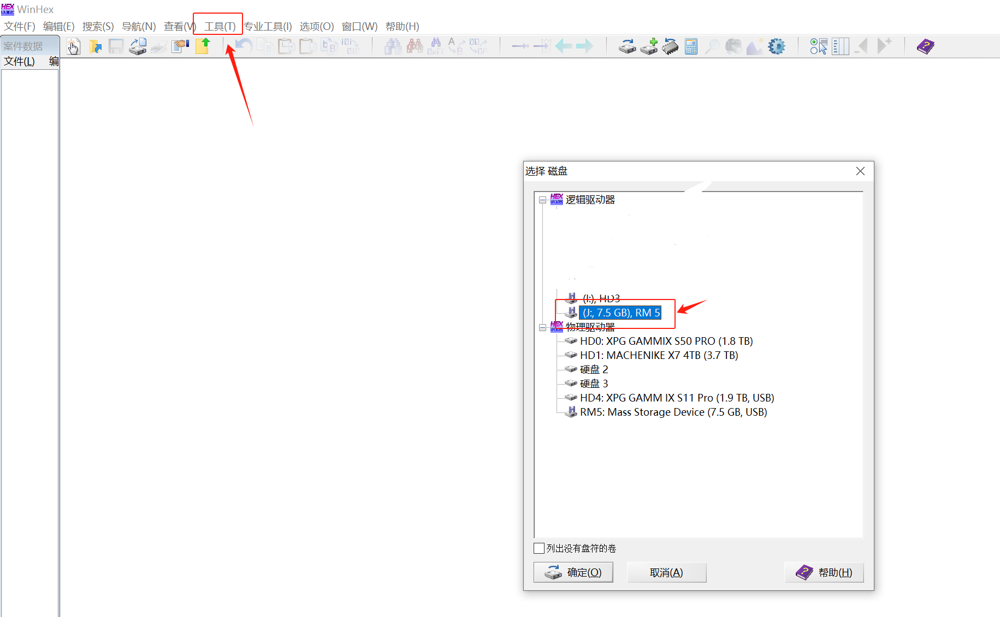 WinHex
文件(F) 编辑(E) 搜索(S) 导航(N) 查看(V) 工具(T) 专业工具(I) 选项(O) 窗口(W) 帮助(H)
案件数据
文件(L) 编
选择 磁盘
逻辑驱动器
(I:), HD3
(J:, 7.5 GB), RM 5
物理驱动器
HD0: XPG GAMMIX S50 PRO (1.8 TB)
HD1: MACHENIKE X7 4TB (3.7 TB)
硬盘 2
硬盘 3
HD4: XPG GAMM IX S11 Pro (1.9 TB, USB)
RM5: Mass Storage Device (7.5 GB, USB)
列出没有盘符的卷
确定(O) 取消(A) 帮助(H)